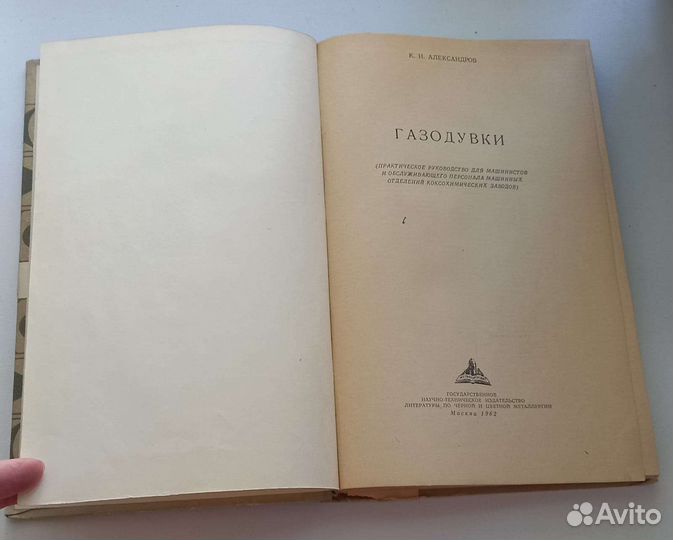 К. И. АЛЕКСАНДРОВ
ГАЗОДУВКИ
(ПРАКТИЧЕСКОЕ РУКОВОДСТВО ДЛЯ МАШИНИСТОВ
И ОБСЛУЖИВАЮЩЕГО ПЕРСОНАЛА МАШИННЫХ
ОТДЕЛЕНИЙ КОКСОХИМИЧЕСКИХ ЗАВОДОВ)
ГОСУДАРСТВЕННОЕ
НАУЧНО-ТЕХНИЧЕСКОЕ ИЗДАТЕЛЬСТВО
ЛИТЕРАТУРЫ ПО ЧЕРНОЙ И ЦВЕТНОЙ МЕТАЛЛУРГИИ
Москва 1962
Avito